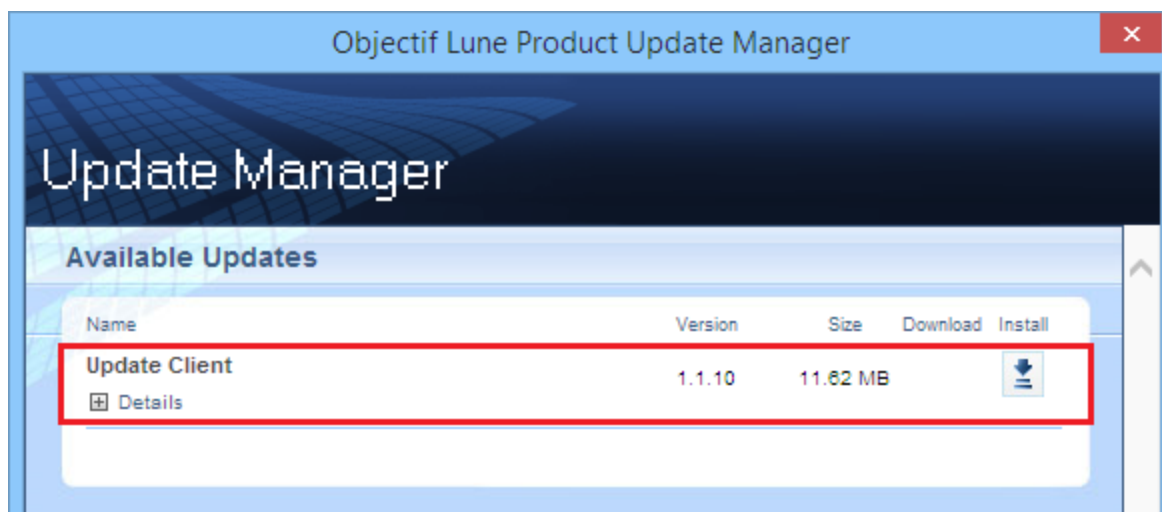 Objectif Lune Product Update Manager
Update Manager
Available Updates
Name Version Size Download Install
Update Client 1.1.10 11.62 MB
Details